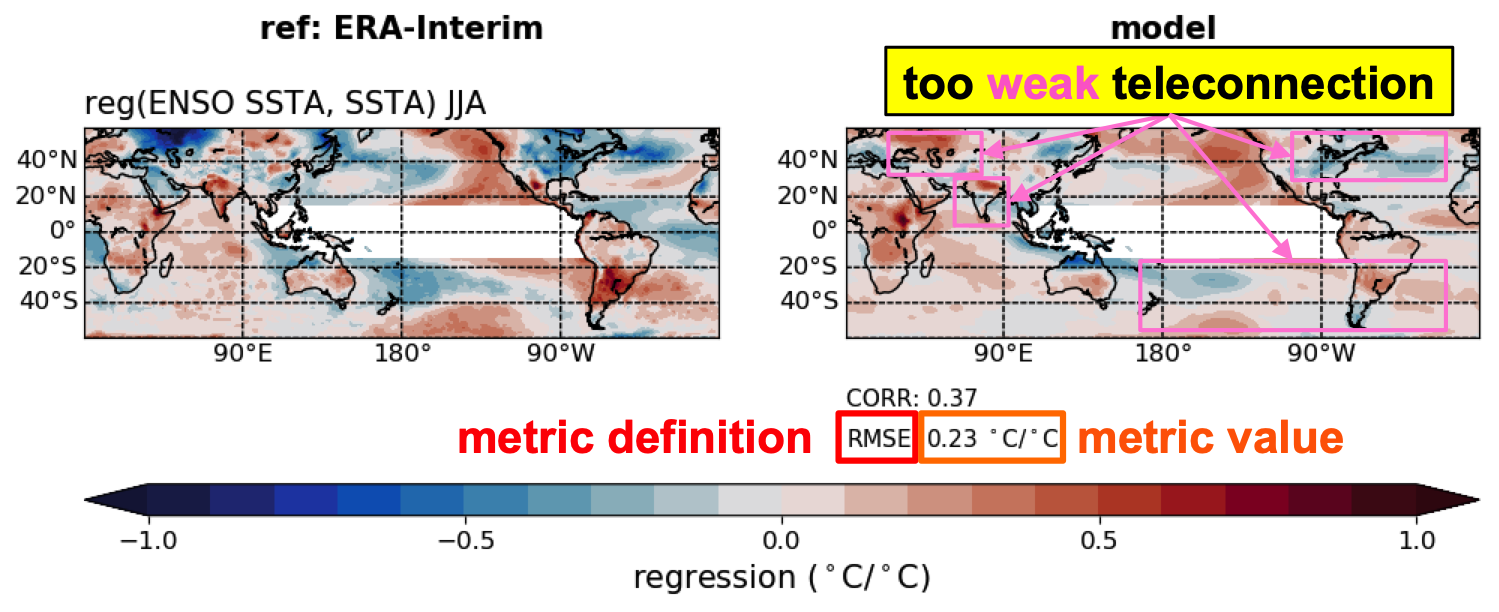 ref: ERA-Interim
model
too weak teleconnection
reg(ENSO SSTA, SSTA) JJA
40°N
20°N
0°
20°S
40°S
90°E
180°
90°W
40°N
20°N
0°
20°S
40°S
90°E
180°
90°W
CORR: 0.37
metric definition RMSE 0.23 °C/°C metric value
−1.0
−0.5
0.0
0.5
1.0
regression (°C/°C)